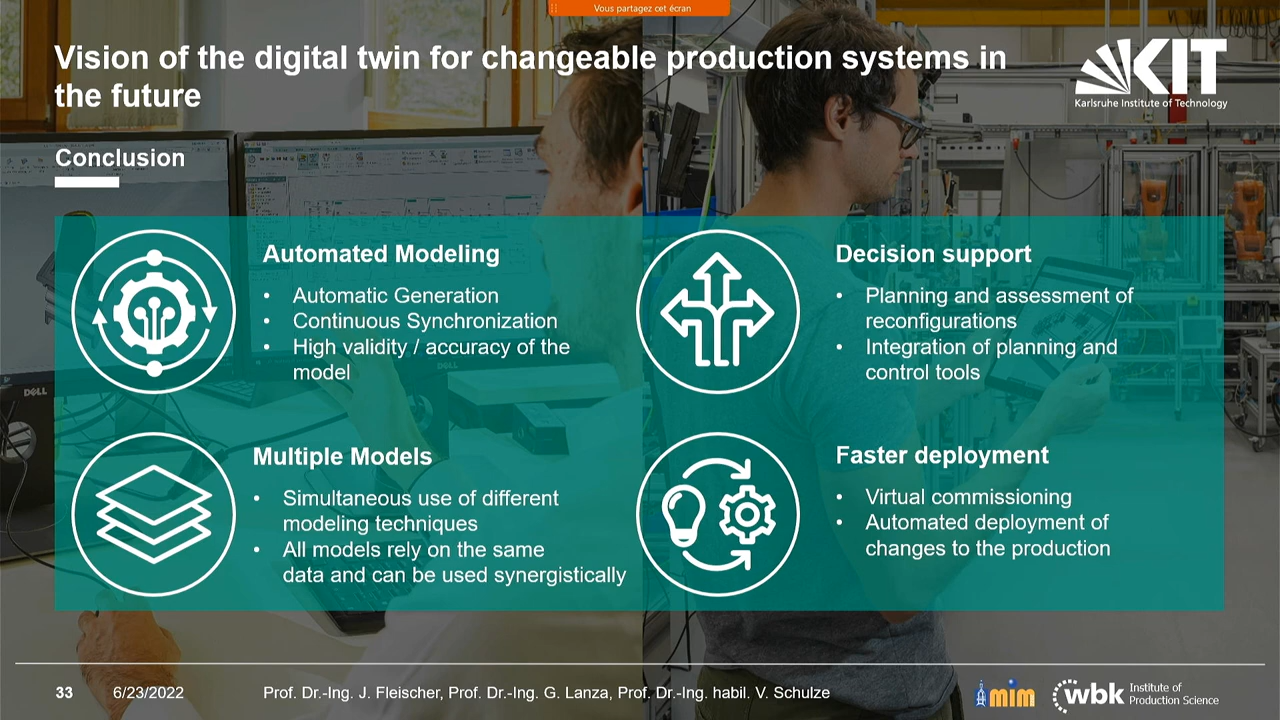 Vous partagez cet écran
Vision of the digital twin for changeable production systems in
the future
KIT
Karlsruhe Institute of Technology
Conclusion
Automated Modeling
• Automatic Generation
• Continuous Synchronization
• High validity / accuracy of the
model
Decision support
• Planning and assessment of
reconfigurations
• Integration of planning and
control tools
Multiple Models
• Simultaneous use of different
modeling techniques
• All models rely on the same
data and can be used synergistically
Faster deployment
• Virtual commissioning
• Automated deployment of
changes to the production
DELL
DELL
33 6/23/2022 Prof. Dr.-Ing. J. Fleischer, Prof. Dr.-Ing. G. Lanza, Prof. Dr.-Ing. habil. V. Schulze
mim
wbk Institute of
Production Science